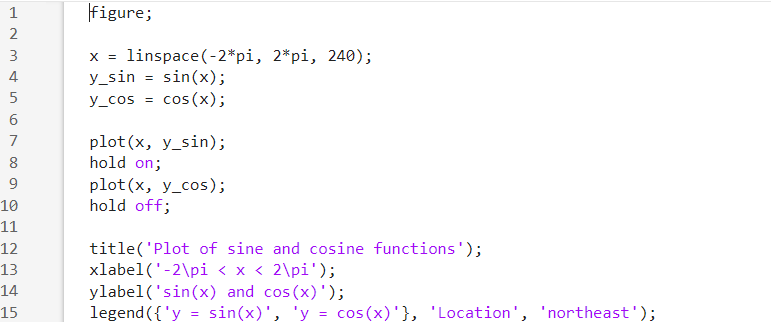 1 figure;
2
3 x = linspace(-2*pi, 2*pi, 240);
4 y_sin = sin(x);
5 y_cos = cos(x);
6
7 plot(x, y_sin);
8 hold on;
9 plot(x, y_cos);
10 hold off;
11
12 title('Plot of sine and cosine functions');
13 xlabel('-2\pi < x < 2\pi');
14 ylabel('sin(x) and cos(x)');
15 legend({'y = sin(x)', 'y = cos(x)'}, 'Location', 'northeast');